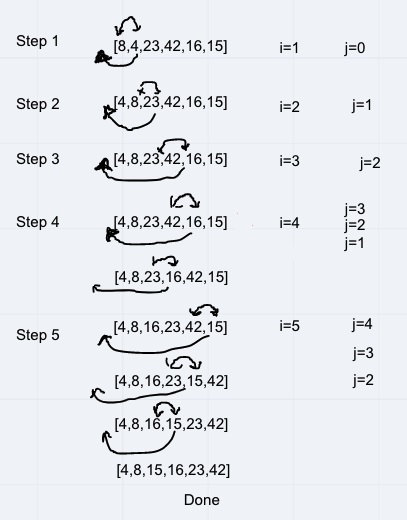 Step 1 [8,4,23,42,16,15] i=1 j=0
Step 2 [4,8,23,42,16,15] i=2 j=1
Step 3 [4,8,23,42,16,15] i=3 j=2
j=3
Step 4 [4,8,23,42,16,15] i=4 j=2
j=1
[4,8,23,16,42,15]
Step 5 [4,8,16,23,42,15] i=5 j=4
j=3
[4,8,16,23,15,42] j=2
[4,8,16,15,23,42]
[4,8,15,16,23,42]
Done